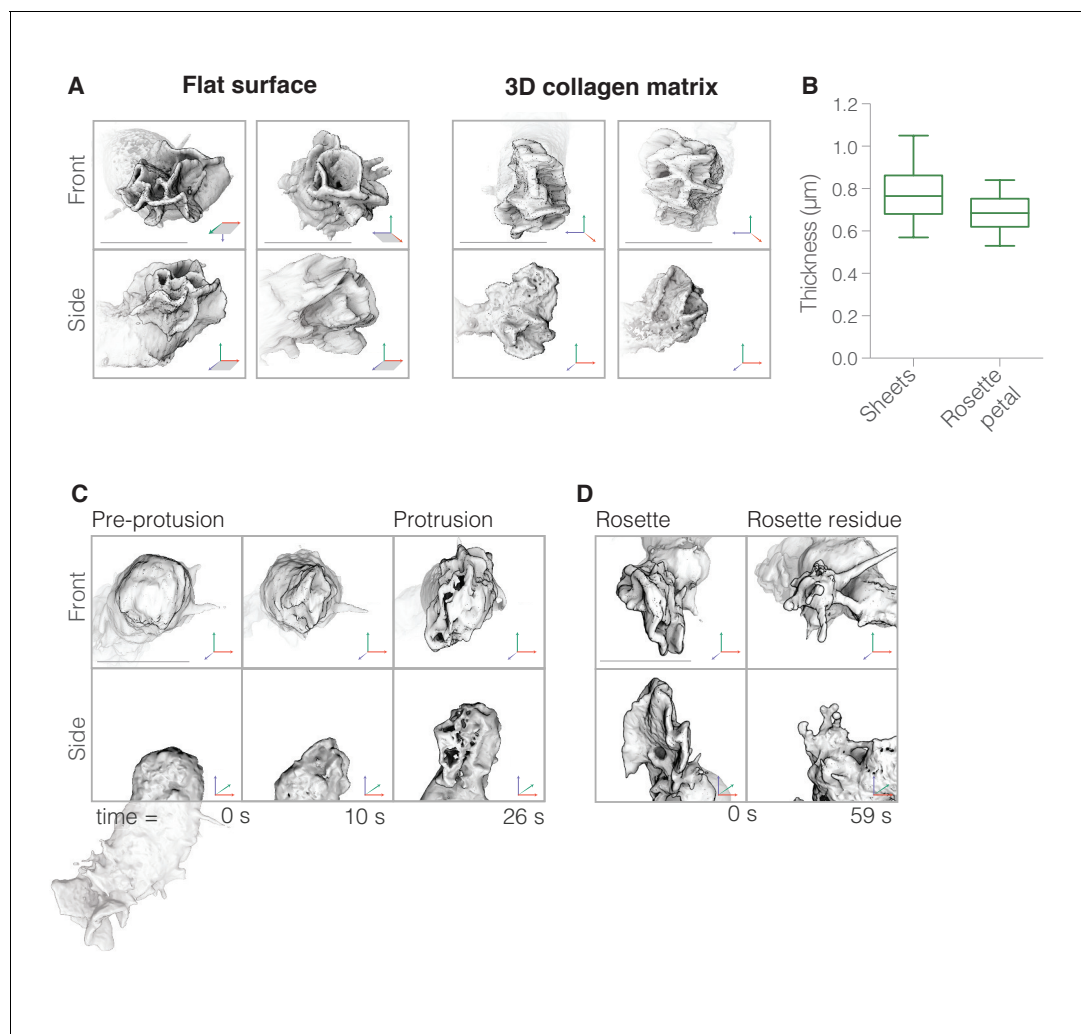 A
Flat surface
3D collagen matrix
Front
Side
B
1.2
1.0
0.8
0.6
0.4
0.2
0.0
Thickness (µm)
Sheets
Rosette
petal
C
Pre-protusion
Protrusion
Front
Side
time =
0 s
10 s
26 s
D
Rosette
Rosette residue
0 s
59 s